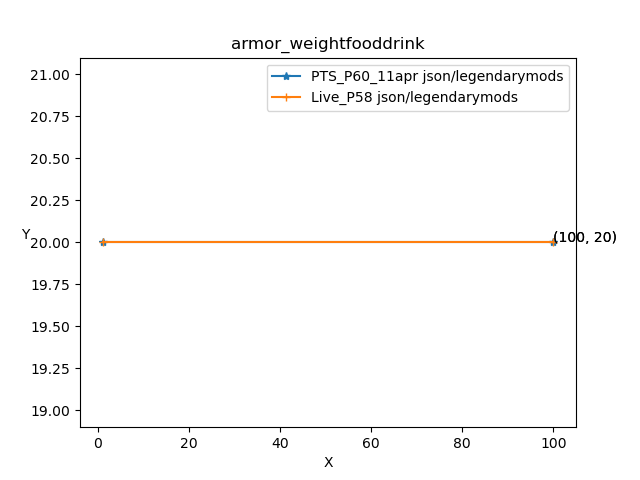 armor_weightfooddrink
PTS_P60_11apr json/legendarymods
Live_P58 json/legendarymods
21.00
20.75
20.50
20.25
Y
20.00
(100, 20)
19.75
19.50
19.25
19.00
0 20 40 60 80 100
X